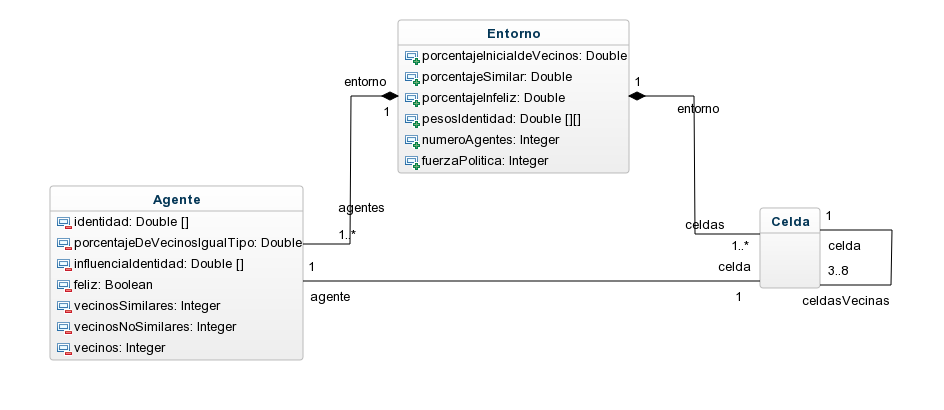 Entorno
porcentajeInicialdeVecinos: Double
porcentajeSimilar: Double
porcentajeInfeliz: Double
pesosIdentidad: Double [][]
numeroAgentes: Integer
fuerzaPolitica: Integer
entorno
1
1
entorno
Agente
identidad: Double []
porcentajeDeVecinosIgualTipo: Double
influenciaIdentidad: Double []
feliz: Boolean
vecinosSimilares: Integer
vecinosNoSimilares: Integer
vecinos: Integer
agentes
1..*
1
agente
celdas
1..*
celda
1
Celda
1
celda
3..8
celdasVecinas